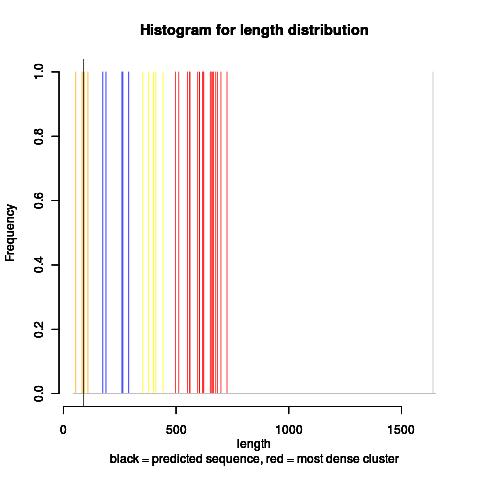 Histogram for length distribution
1.0
0.8
0.6
0.4
0.2
0.0
Frequency
0 500 1000 1500
length
black = predicted sequence, red = most dense cluster